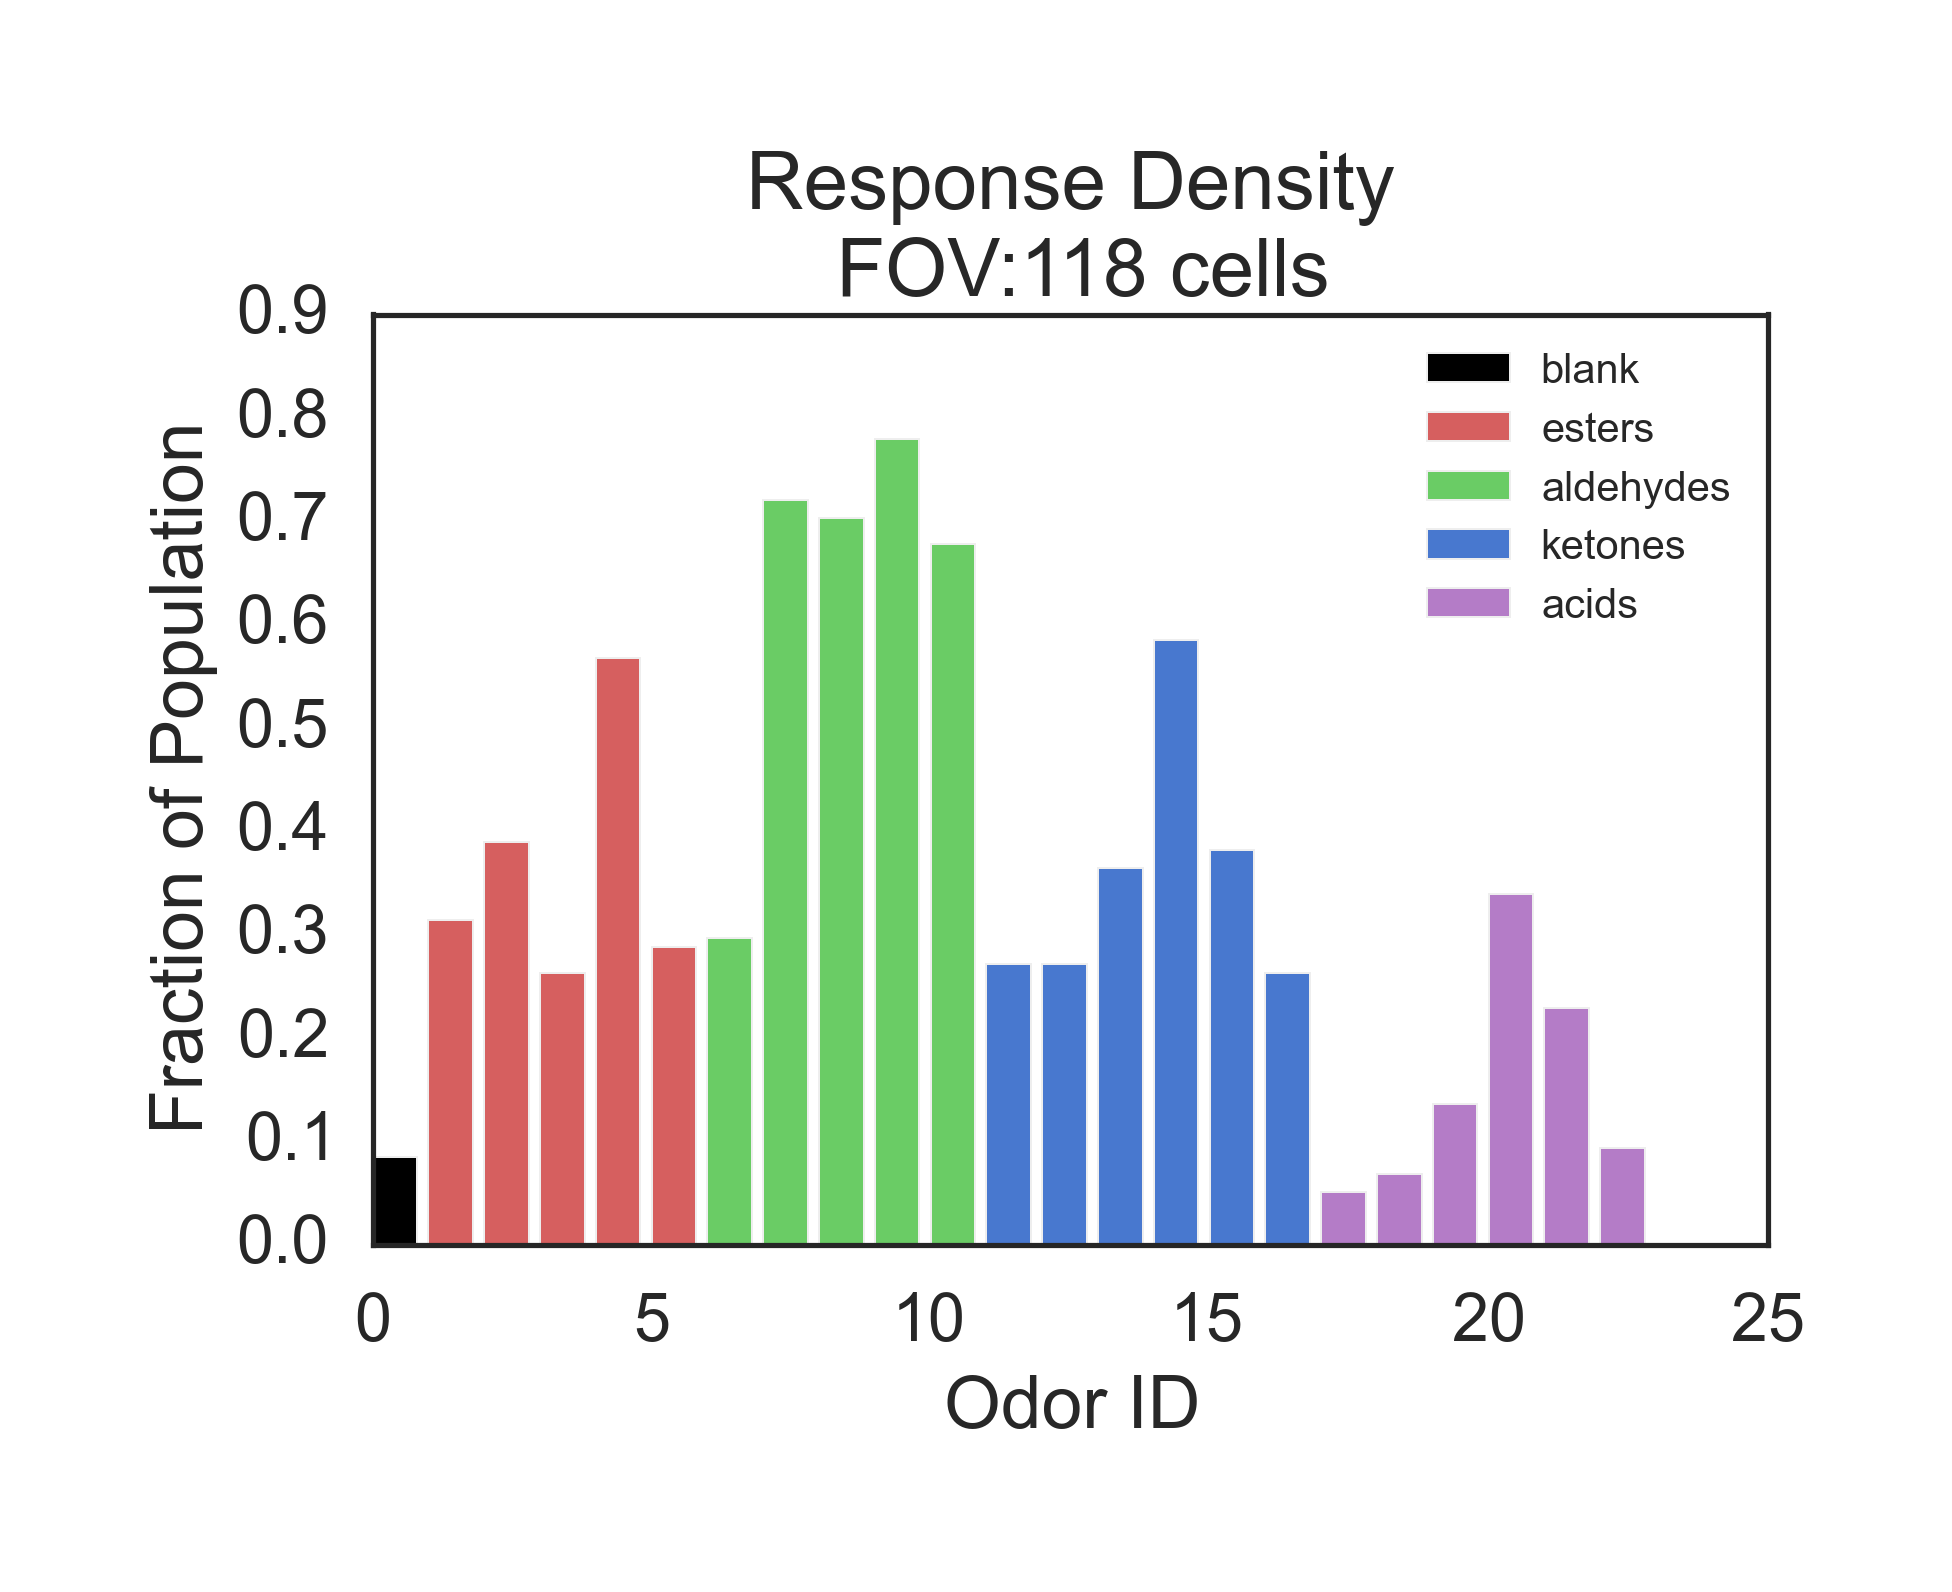 Response Density
FOV:118 cells
0.9
0.8
0.7
0.6
0.5
0.4
0.3
0.2
0.1
0.0
Fraction of Population
blank
esters
aldehydes
ketones
acids
0 5 10 15 20 25
Odor ID